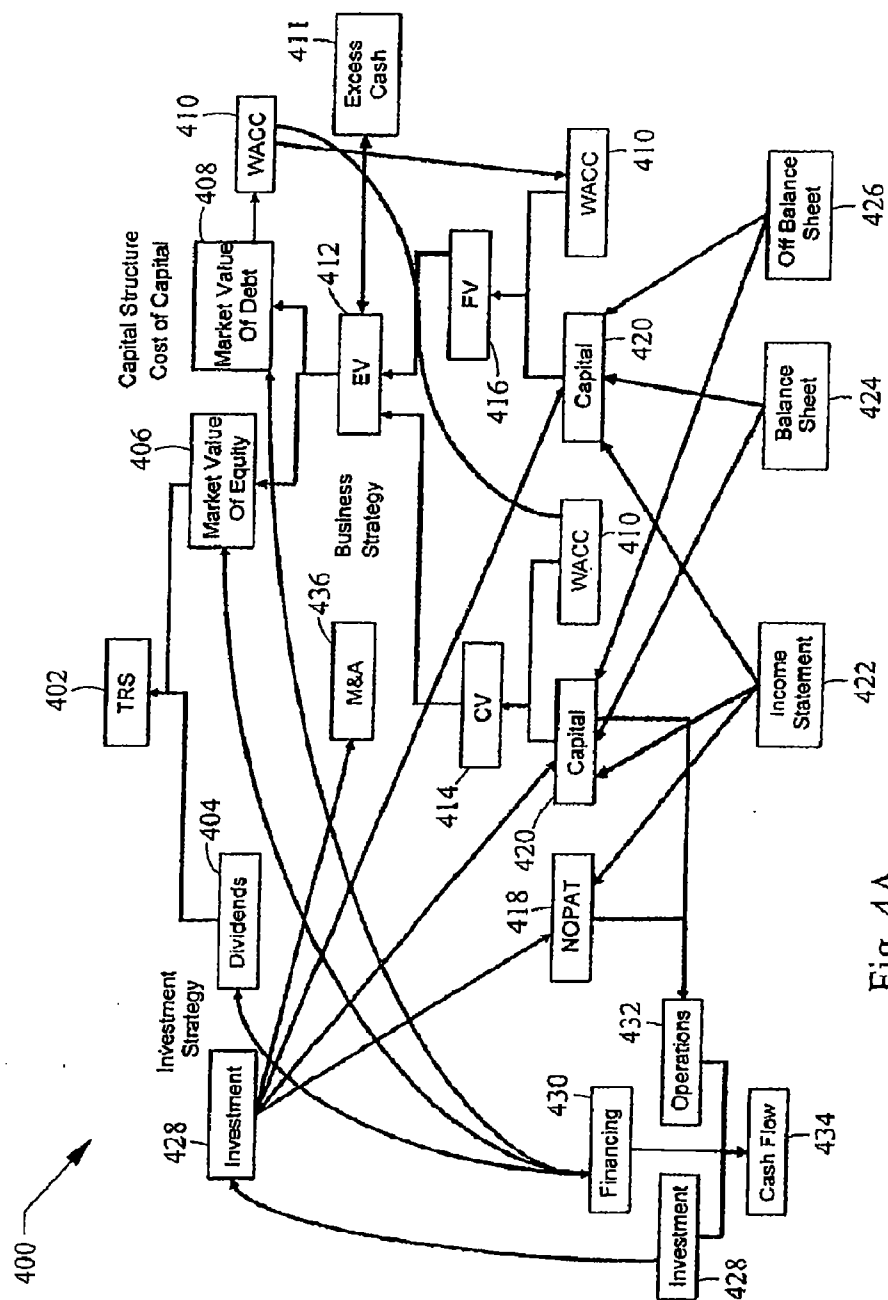 400
402
TRS
Investment
Strategy
428
Investment
404
Dividends
406
Market Value
Of Equity
Capital Structure
Cost of Capital
408
Market Value
Of Debt
410
WACC
411
Excess
Cash
436
M&A
Business
Strategy
412
EV
414
CV
416
FV
418
NOPAT
420
Capital
WACC
410
Capital
420
WACC
410
430
Financing
432
Operations
Investment
428
Cash Flow
434
Income
Statement
422
Balance
Sheet
424
Off Balance
Sheet
426
Fig. 4A